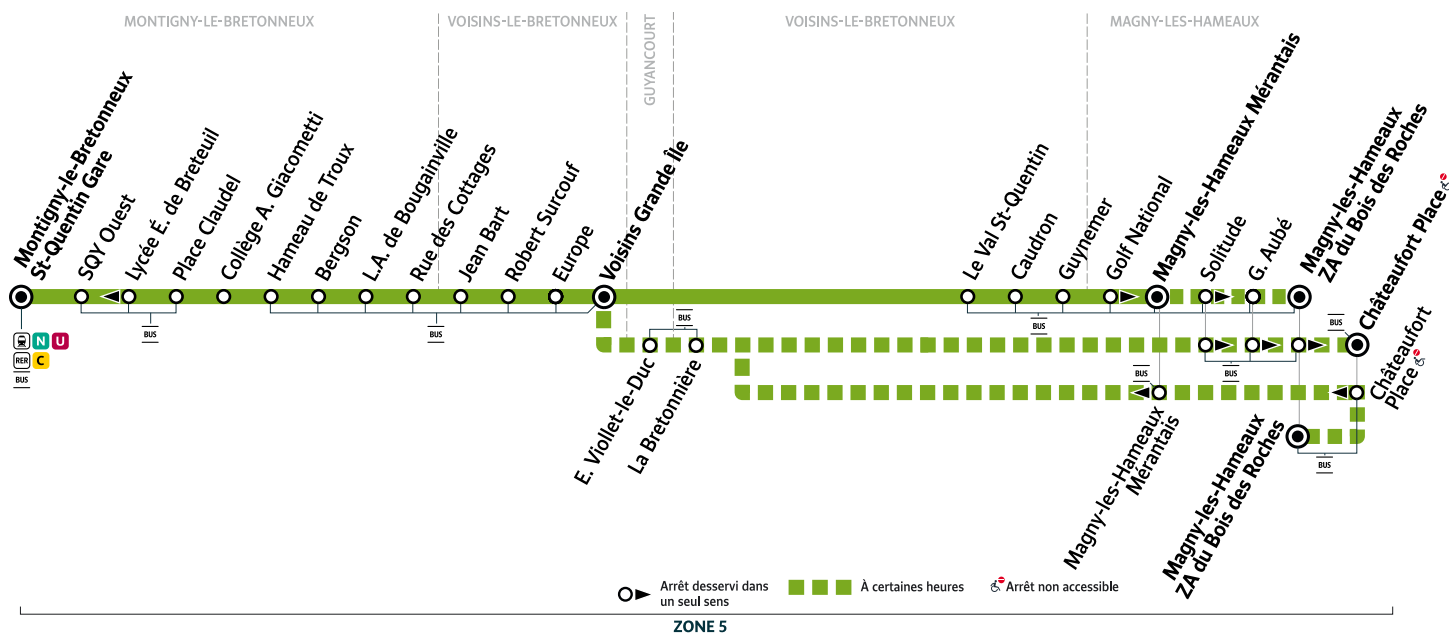 MONTIGNY-LE-BRETONNEUX
VOISINS-LE-BRETONNEUX
GUYANCOURT
VOISINS-LE-BRETONNEUX
MAGNY-LES-HAMEAUX
Montigny-le-Bretonneux
St-Quentin Gare
SQY Ouest
Lycée É. de Breteuil
Place Claudel
Collège A. Giacometti
Hameau de Troux
Bergson
L.A. de Bougainville
Rue des Cottages
Jean Bart
Robert Surcouf
Europe
Voisins Grande Île
Le Val St-Quentin
Caudron
Guynemer
Golf National
Magny-les-Hameaux Mérantais
Solitude
G. Aubé
Magny-les-Hameaux
ZA du Bois des Roches
Châteaufort Place
N U
RER C
BUS
BUS
BUS
BUS
BUS
BUS
BUS
BUS
BUS
E. Viollet-le-Duc
La Bretonnière
Châteaufort
Place
Magny-les-Hameaux
Mérantais
Magny-les-Hameaux
ZA du Bois des Roches
Arrêt desservi dans
un seul sens
À certaines heures
Arrêt non accessible
ZONE 5